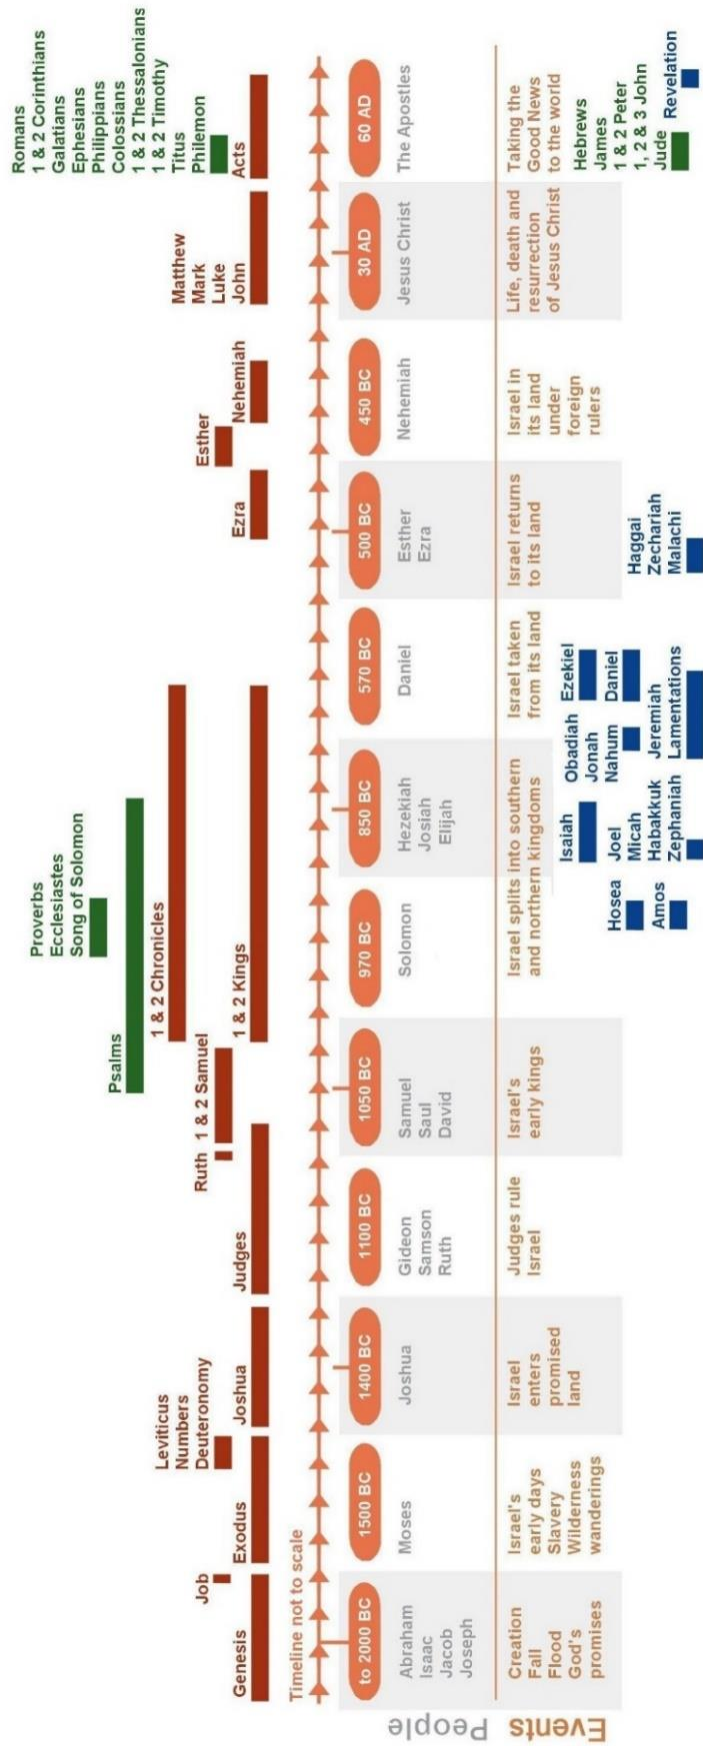 Proverbs
Ecclesiastes
Song of Solomon
Psalms
1 & 2 Chronicles
Romans
1 & 2 Corinthians
Galatians
Ephesians
Philippians
Colossians
1 & 2 Thessalonians
1 & 2 Timothy
Titus
Philemon
Leviticus
Numbers
Deuteronomy
Matthew
Mark
Luke
John
Job
Ruth
1 & 2 Samuel
Esther
Genesis
Exodus
Joshua
Judges
1 & 2 Kings
Ezra
Nehemiah
Acts
Timeline not to scale
to 2000 BC
1500 BC
1400 BC
1100 BC
1050 BC
970 BC
850 BC
570 BC
500 BC
450 BC
30 AD
60 AD
People
Abraham
Isaac
Jacob
Joseph
Moses
Joshua
Gideon
Samson
Ruth
Samuel
Saul
David
Solomon
Hezekiah
Josiah
Elijah
Daniel
Esther
Ezra
Nehemiah
Jesus Christ
The Apostles
Events
Creation
Fall
Flood
God's
promises
Israel's
early days
Slavery
Wilderness
wanderings
Israel
enters
promised
land
Judges rule
Israel
Israel's
early kings
Israel splits into southern
and northern kingdoms
Israel taken
from its land
Israel returns
to its land
Israel in
its land
under
foreign
rulers
Life, death and
resurrection
of Jesus Christ
Taking the
Good News
to the world
Hosea
Amos
Isaiah
Joel
Micah
Habakkuk
Zephaniah
Obadiah
Jonah
Nahum
Jeremiah
Lamentations
Ezekiel
Daniel
Haggai
Zechariah
Malachi
Hebrews
James
1 & 2 Peter
1, 2 & 3 John
Jude
Revelation